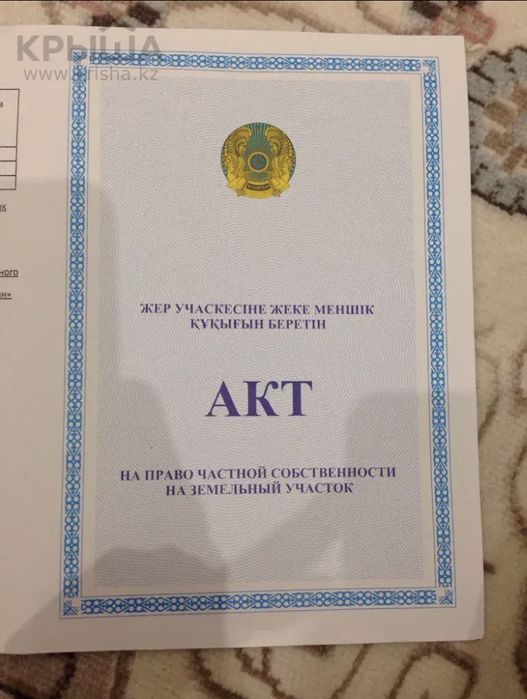 КРЫША
www.krisha.kz
ЖЕР УЧАСКЕСІНЕ ЖЕКЕ МЕНШІК
ҚҰҚЫҒЫН БЕРЕТІН
АКТ
НА ПРАВО ЧАСТНОЙ СОБСТВЕННОСТИ
НА ЗЕМЕЛЬНЫЙ УЧАСТОК